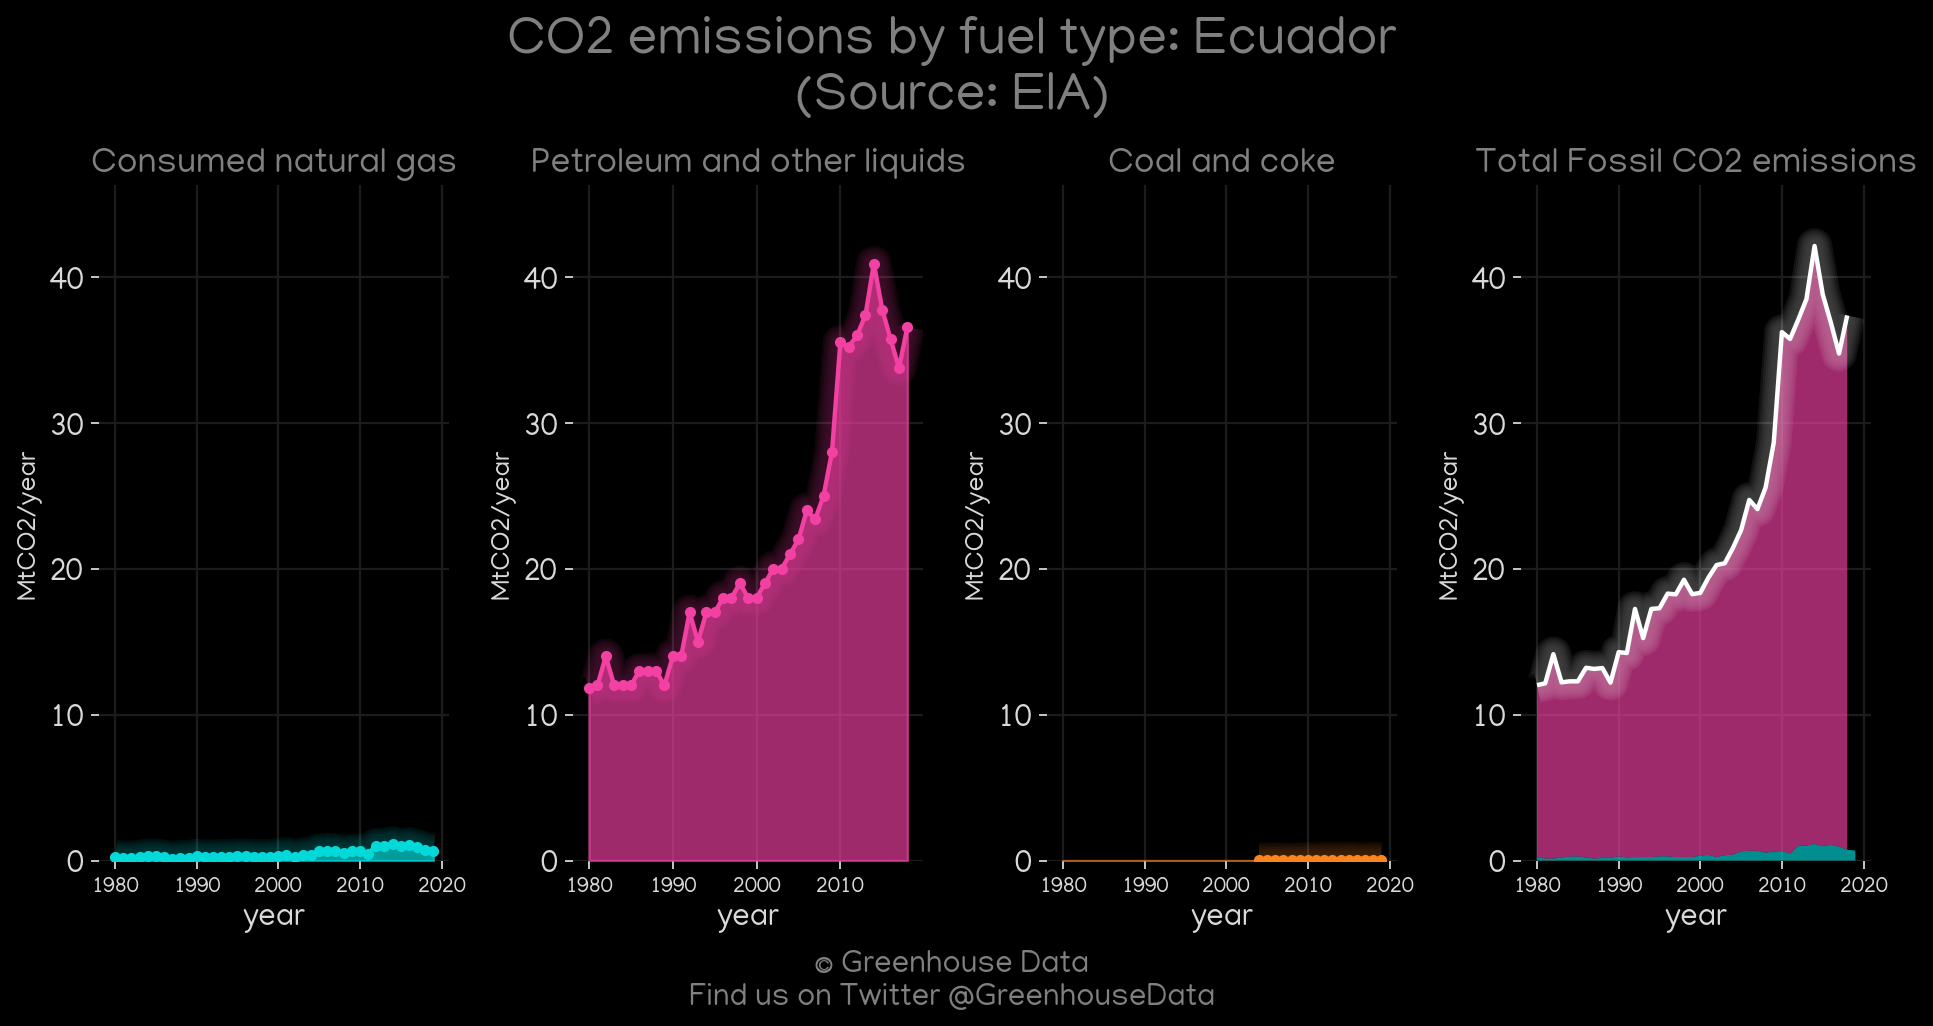 CO2 emissions by fuel type: Ecuador
(Source: EIA)
Consumed natural gas
MtCO2/year
40
30
20
10
0
1980 1990 2000 2010 2020
year
Petroleum and other liquids
MtCO2/year
40
30
20
10
0
1980 1990 2000 2010
year
Coal and coke
MtCO2/year
40
30
20
10
0
1980 1990 2000 2010 2020
year
Total Fossil CO2 emissions
MtCO2/year
40
30
20
10
0
1980 1990 2000 2010 2020
year
© Greenhouse Data
Find us on Twitter @GreenhouseData